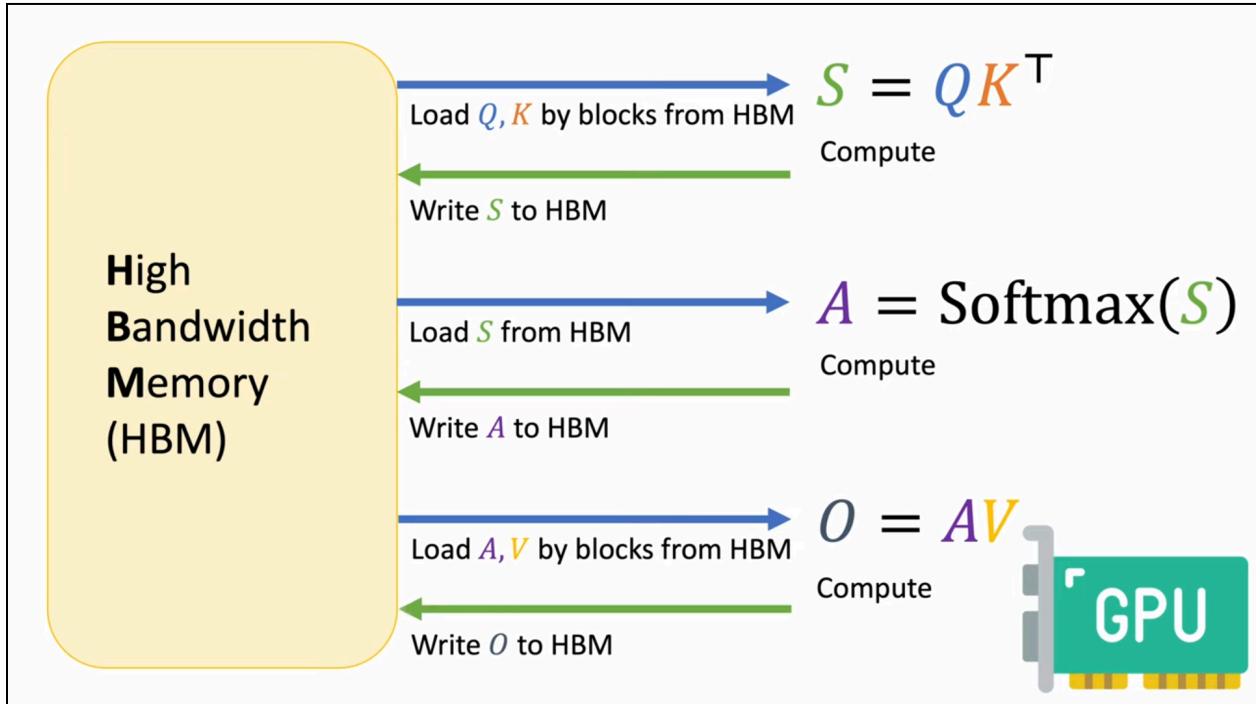 High
Bandwidth
Memory
(HBM)
Load Q, K by blocks from HBM
S = QK⊤
Compute
Write S to HBM
Load S from HBM
A = Softmax(S)
Compute
Write A to HBM
Load A, V by blocks from HBM
O = AV
Compute
Write O to HBM
GPU